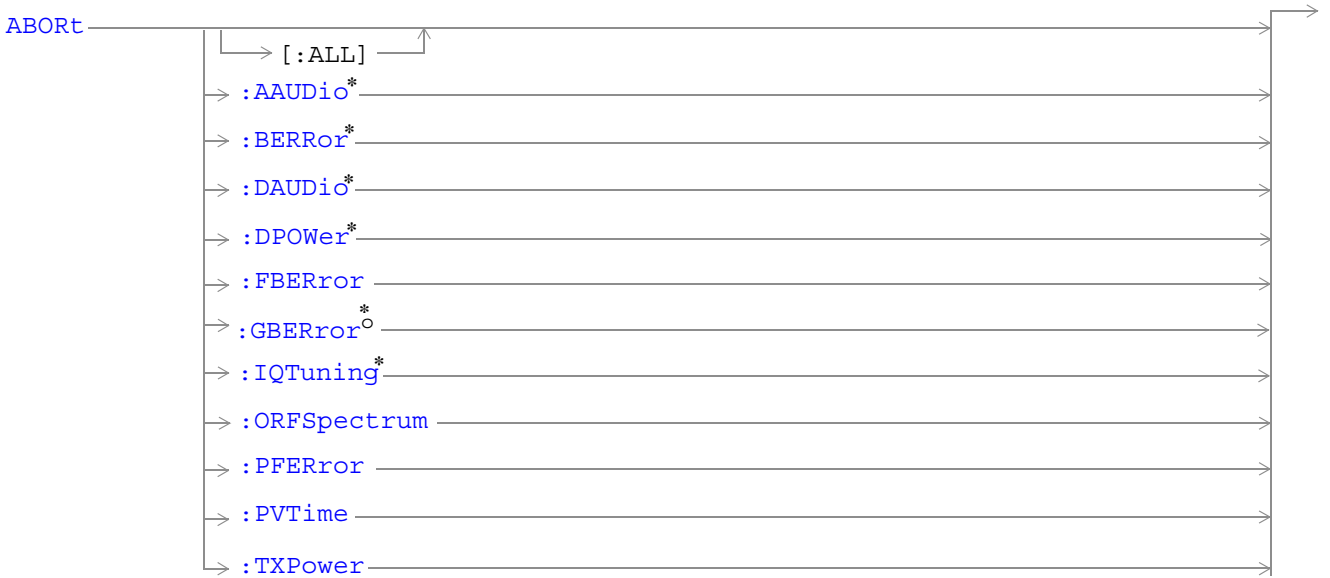 ABORt
[:ALL]
:AAUDio*
:BERRor*
:DAUDio*
:DPOWer*
:FBERror
:GBERror*o
:IQTuning*
:ORFSpectrum
:PFERror
:PVTime
:TXPower